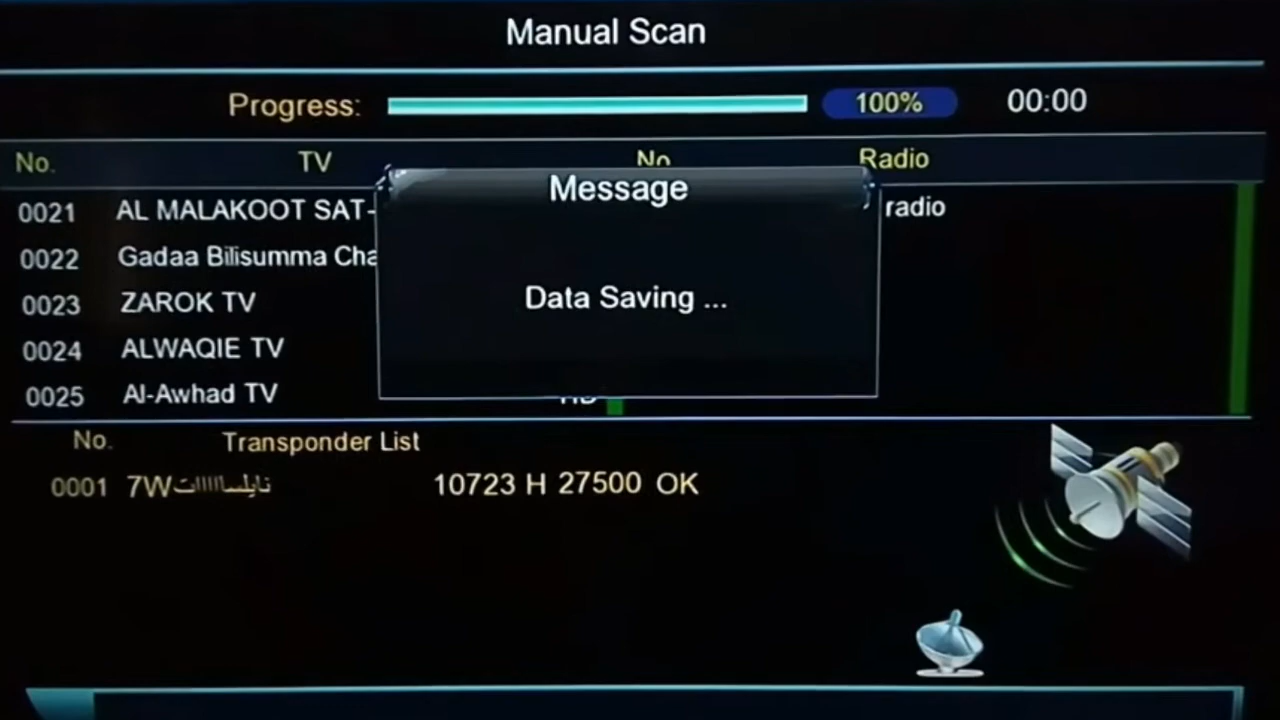 Manual Scan
Progress: 100% 00:00
No. TV No. Radio
Message
0021 AL MALAKOOT SAT- radio
0022 Gadaa Bilisumma Cha
Data Saving ...
0023 ZAROK TV
0024 ALWAQIE TV
0025 Al-Awhad TV HD
No. Transponder List
0001 7W نايلسااااات 10723 H 27500 OK